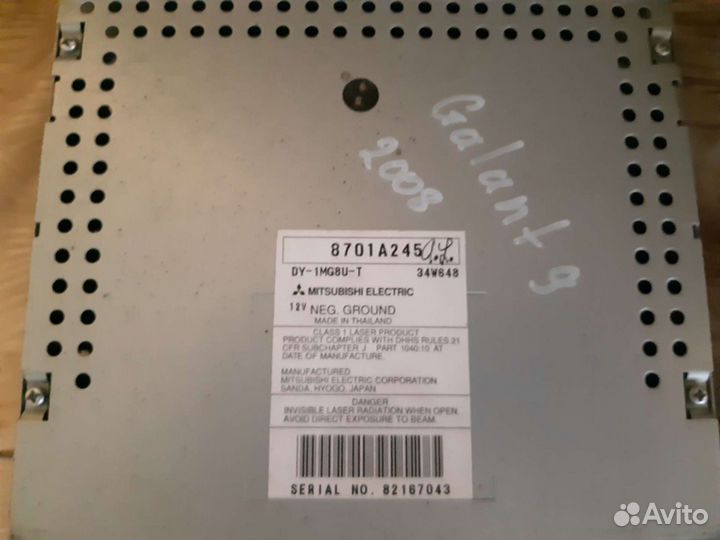 Galant 9
2008
8701A245
DY-1MG8U-T 34W648
MITSUBISHI ELECTRIC
12V NEG. GROUND
MADE IN THAILAND
CLASS 1 LASER PRODUCT
PRODUCT COMPLIES WITH DHHS RULES 21
CFR SUBCHAPTER J PART 1040:10 AT
DATE OF MANUFACTURE.
MANUFACTURED
MITSUBISHI ELECTRIC CORPORATION
SANDA, HYOGO, JAPAN
DANGER
INVISIBLE LASER RADIATION WHEN OPEN.
AVOID DIRECT EXPOSURE TO BEAM.
SERIAL NO. 82167043
Avito